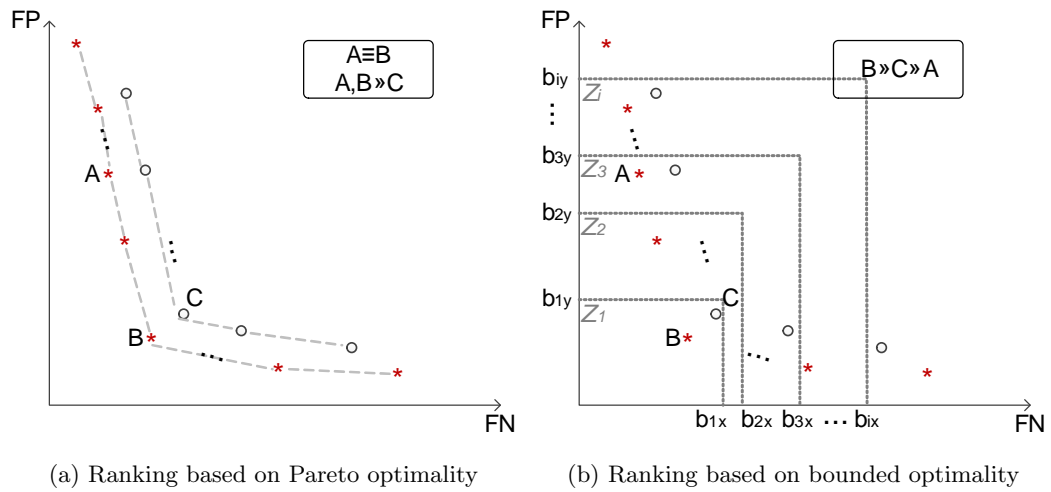 FP
A≡B
A,B»C
A
B
C
FN
(a) Ranking based on Pareto optimality
FP
B»C»A
biy
Zi
b3y
Z3
A
b2y
Z2
b1y
Z1
C
B
b1x b2x b3x ··· bix
FN
(b) Ranking based on bounded optimality